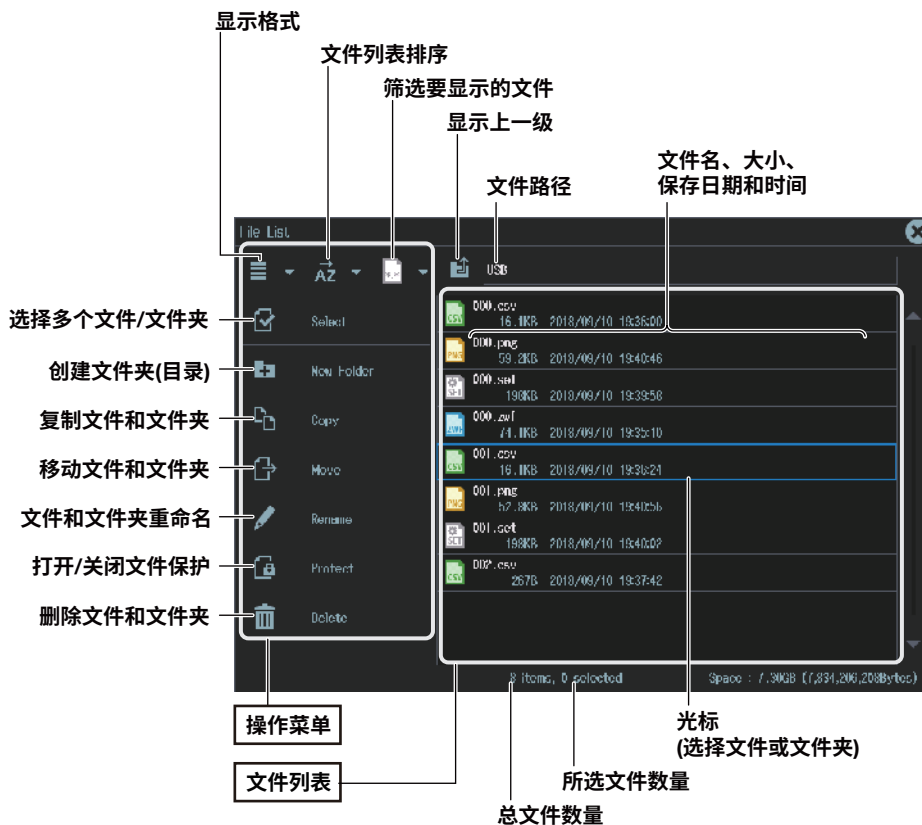 显示格式
文件列表排序
筛选要显示的文件
显示上一级
文件名、大小、
保存日期和时间
文件路径
File List
AZ
USB
选择多个文件/文件夹
Select
创建文件夹(目录)
New Folder
复制文件和文件夹
Copy
移动文件和文件夹
Move
文件和文件夹重命名
Rename
打开/关闭文件保护
Protect
删除文件和文件夹
Delete
CSV
000.csv
16.1KB 2018/09/10 19:36:00
PNG
000.png
59.2KB 2018/09/10 19:40:46
SET
000.set
198KB 2018/09/10 19:39:58
ZWF
000.zwf
74.1KB 2018/09/10 19:35:10
CSV
001.csv
16.1KB 2018/09/10
PNG
001.png
2018/09/10
SET
001.set
198KB 2018/09/10 19:40:02
CSV
002.csv
267B 2018/09/10 19:37:42
8 items, 0 selected
Space : 7.30GB (7,834,206,208Bytes)
操作菜单
文件列表
光标
(选择文件或文件夹)
所选文件数量
总文件数量